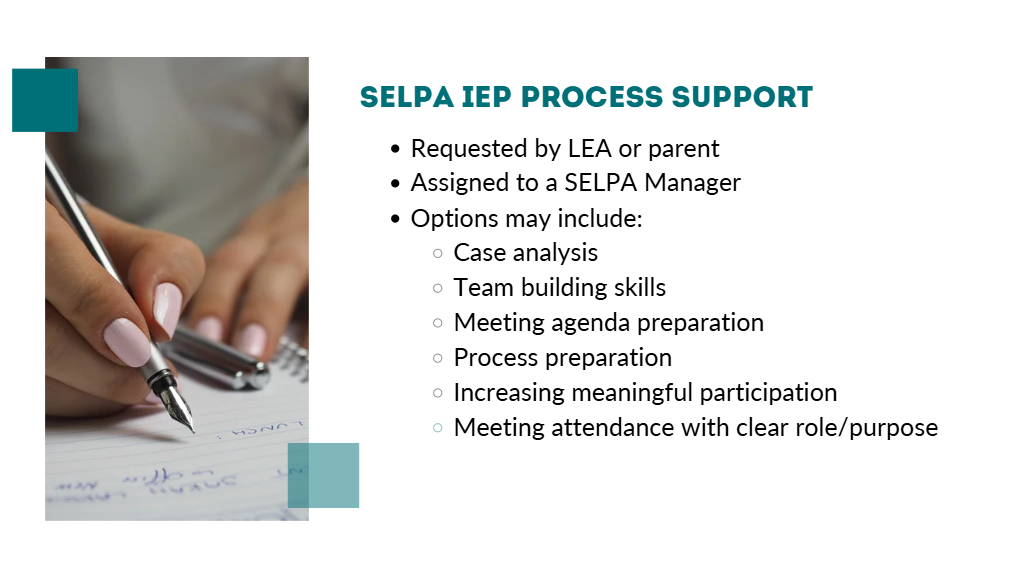 SELPA IEP PROCESS SUPPORT
• Requested by LEA or parent
• Assigned to a SELPA Manager
• Options may include:
○ Case analysis
○ Team building skills
○ Meeting agenda preparation
○ Process preparation
○ Increasing meaningful participation
○ Meeting attendance with clear role/purpose
LUNCH :